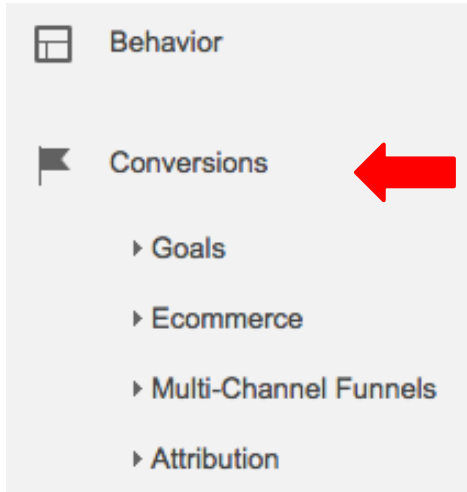 Behavior
Conversions
Goals
Ecommerce
Multi-Channel Funnels
Attribution